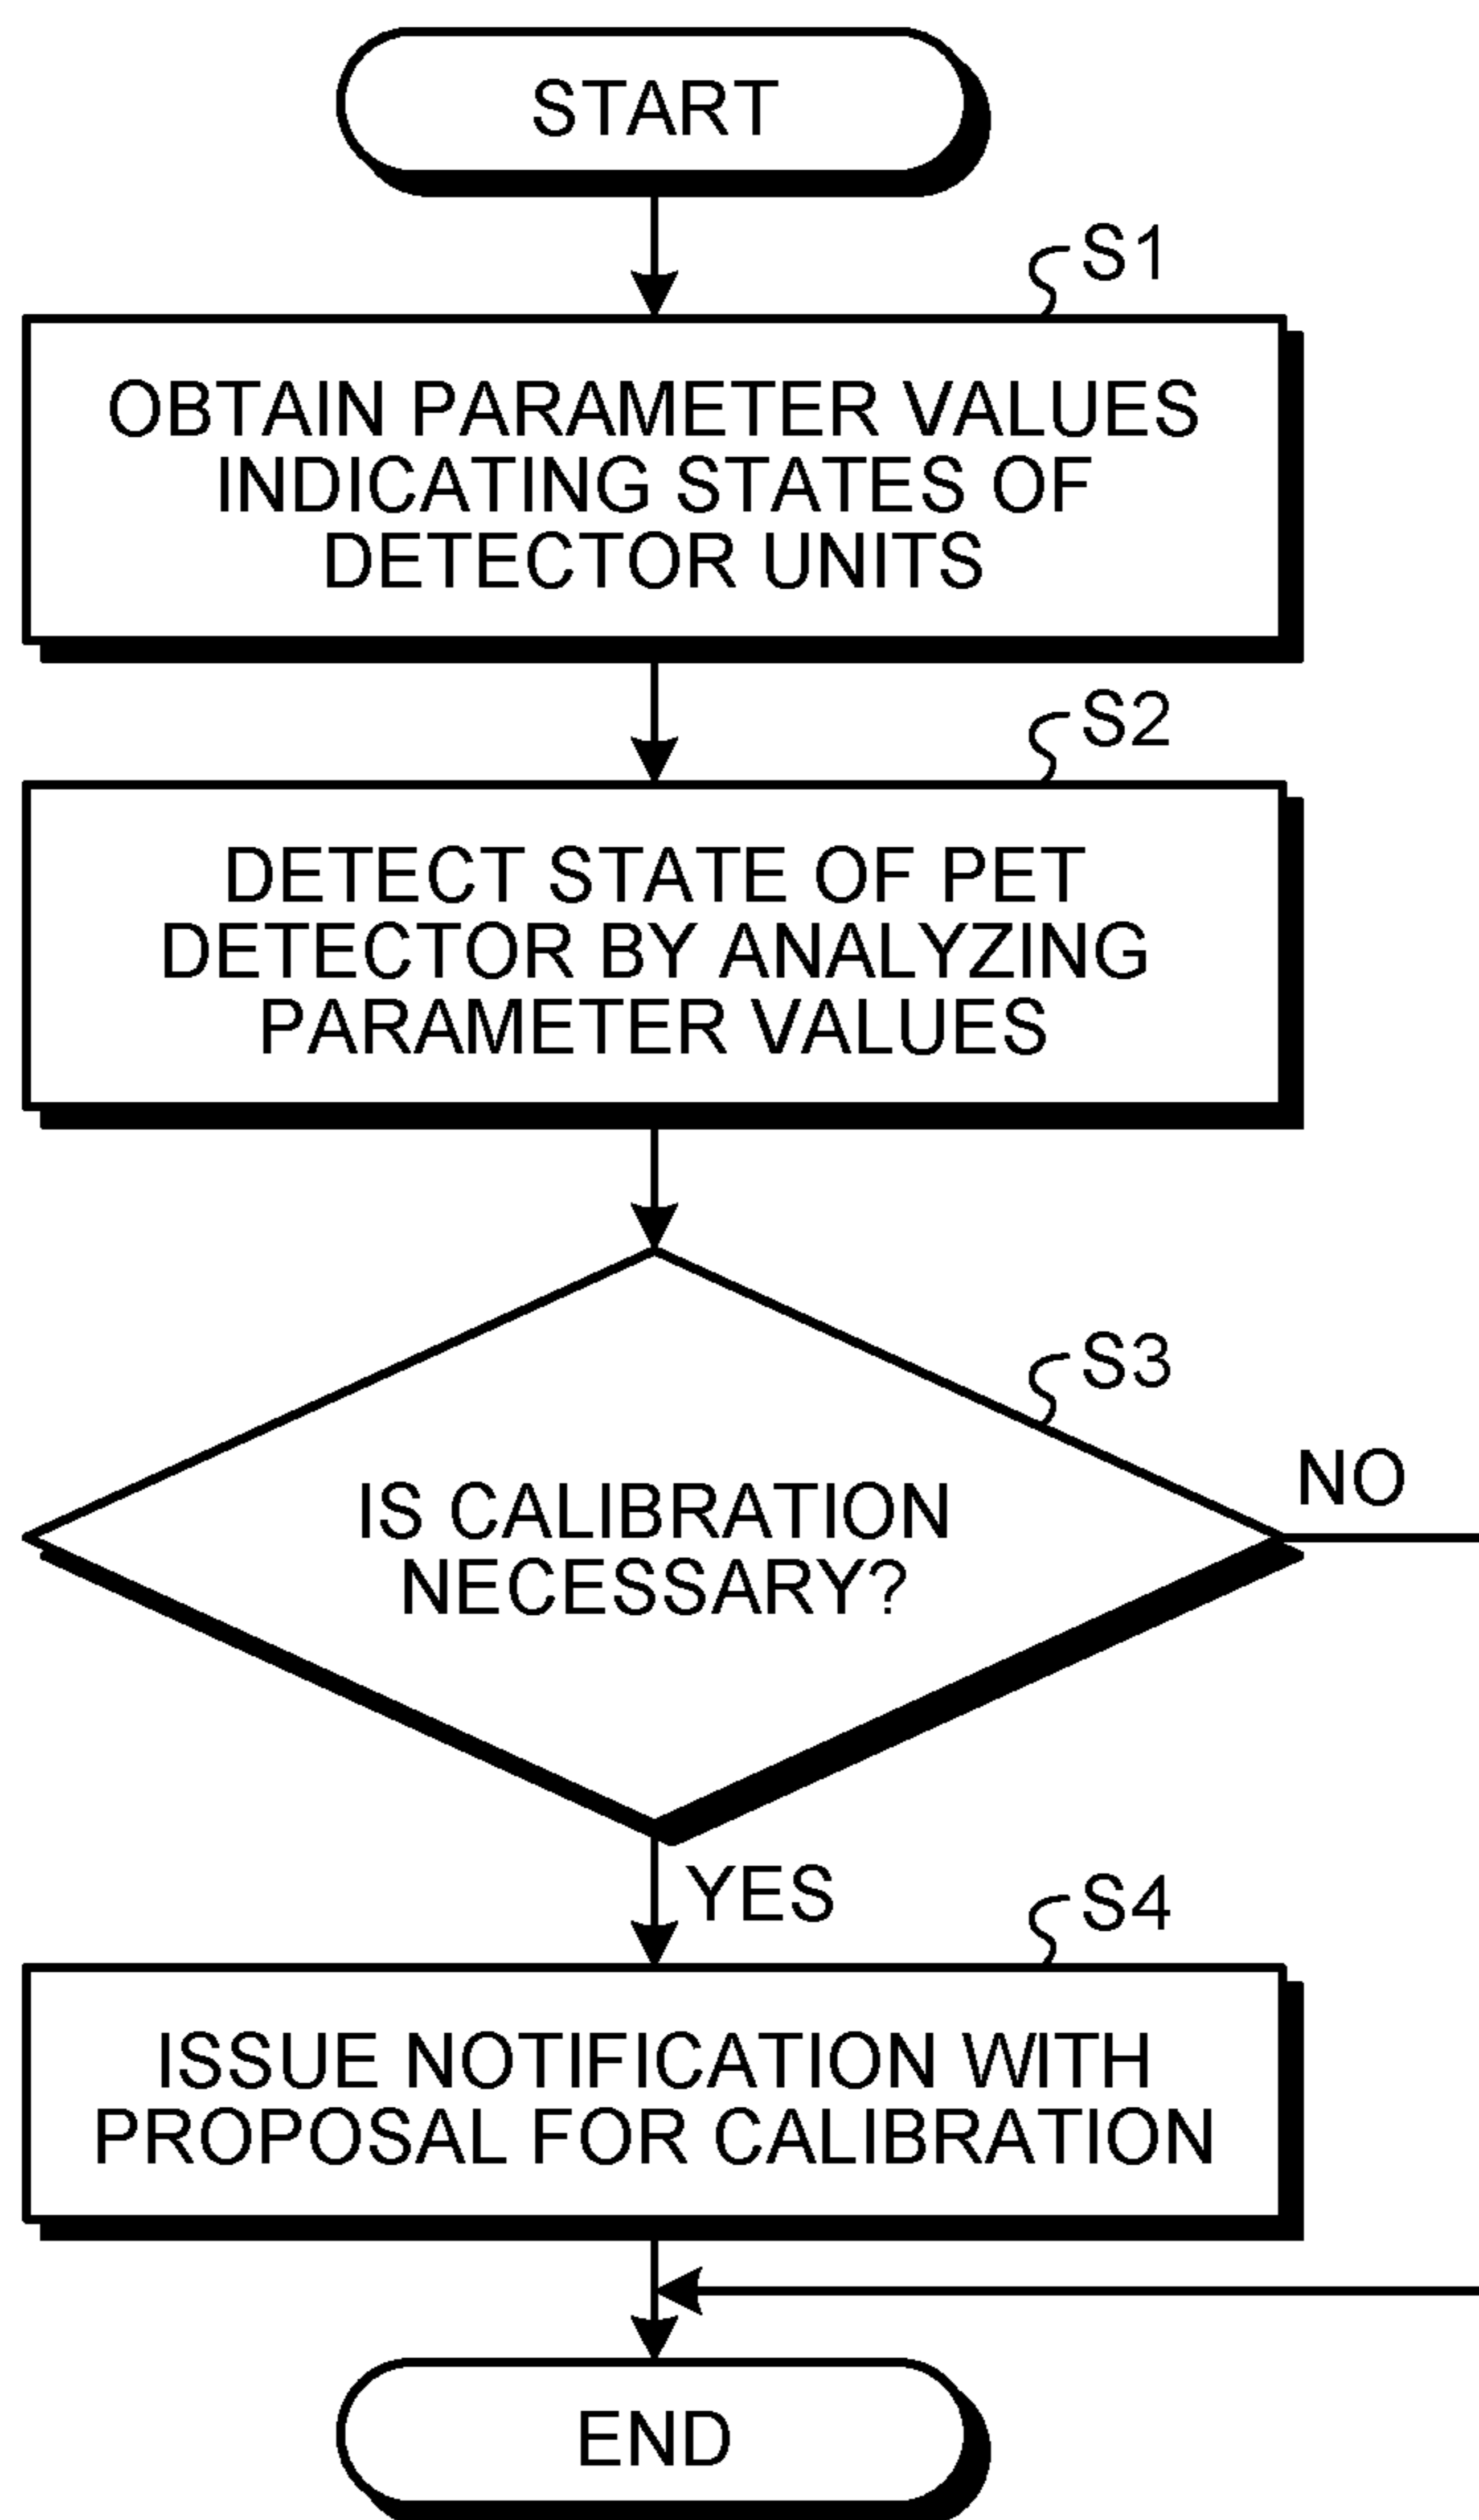 START
S1
OBTAIN PARAMETER VALUES
INDICATING STATES OF
DETECTOR UNITS
S2
DETECT STATE OF PET
DETECTOR BY ANALYZING
PARAMETER VALUES
S3
IS CALIBRATION
NECESSARY?
NO
YES
S4
ISSUE NOTIFICATION WITH
PROPOSAL FOR CALIBRATION
END